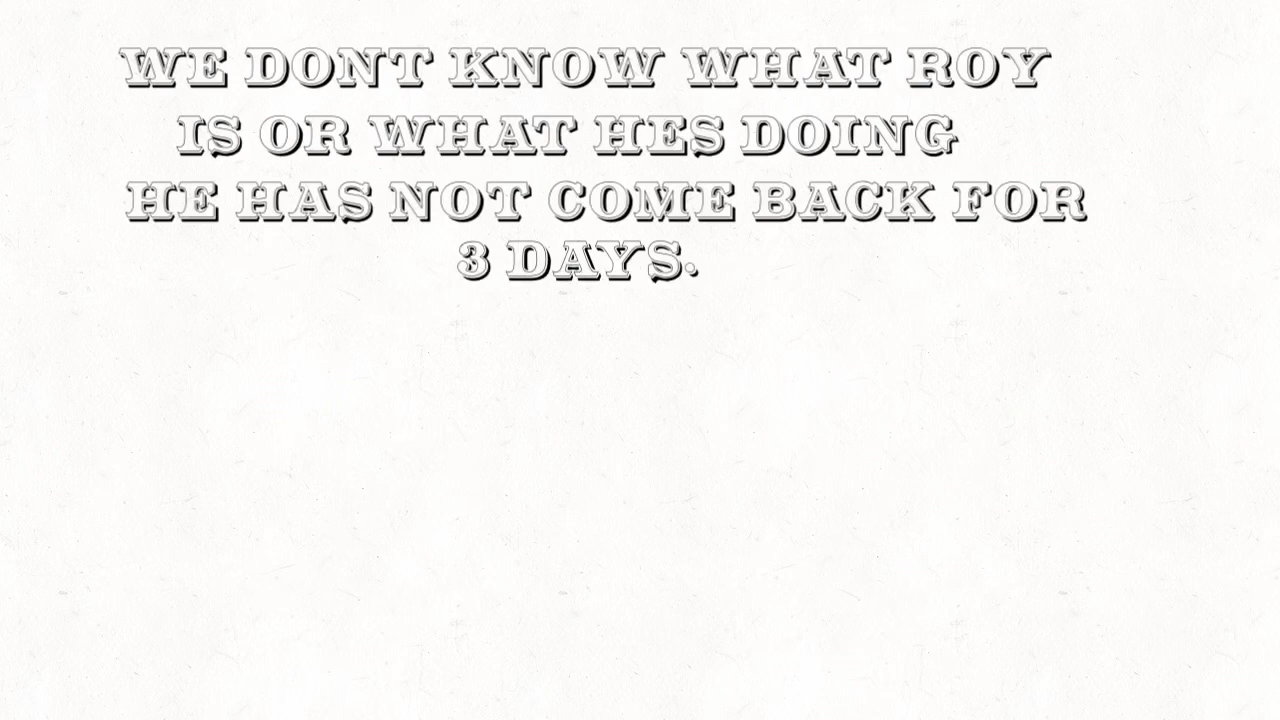 WE DONT KNOW WHAT ROY
IS OR WHAT HES DOING
HE HAS NOT COME BACK FOR
3 DAYS.